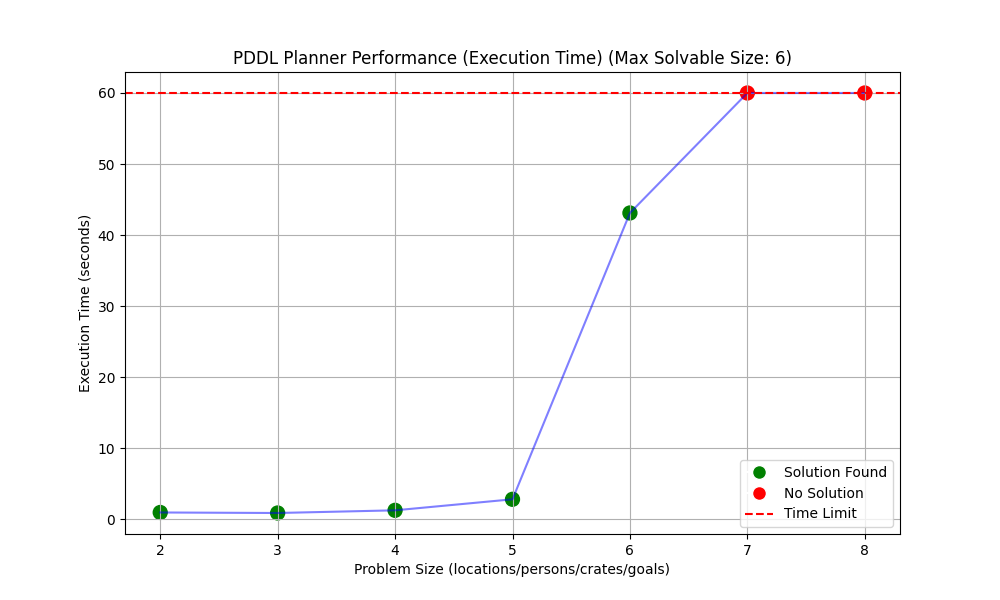 PDDL Planner Performance (Execution Time) (Max Solvable Size: 6)
Execution Time (seconds)
60
50
40
30
20
10
0
Solution Found
No Solution
Time Limit
2 3 4 5 6 7 8
Problem Size (locations/persons/crates/goals)